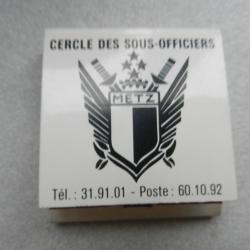 CERCLE DES SOUS-OFFICIERS
METZ
Tél. : 31.91.01 - Poste : 60.10.92